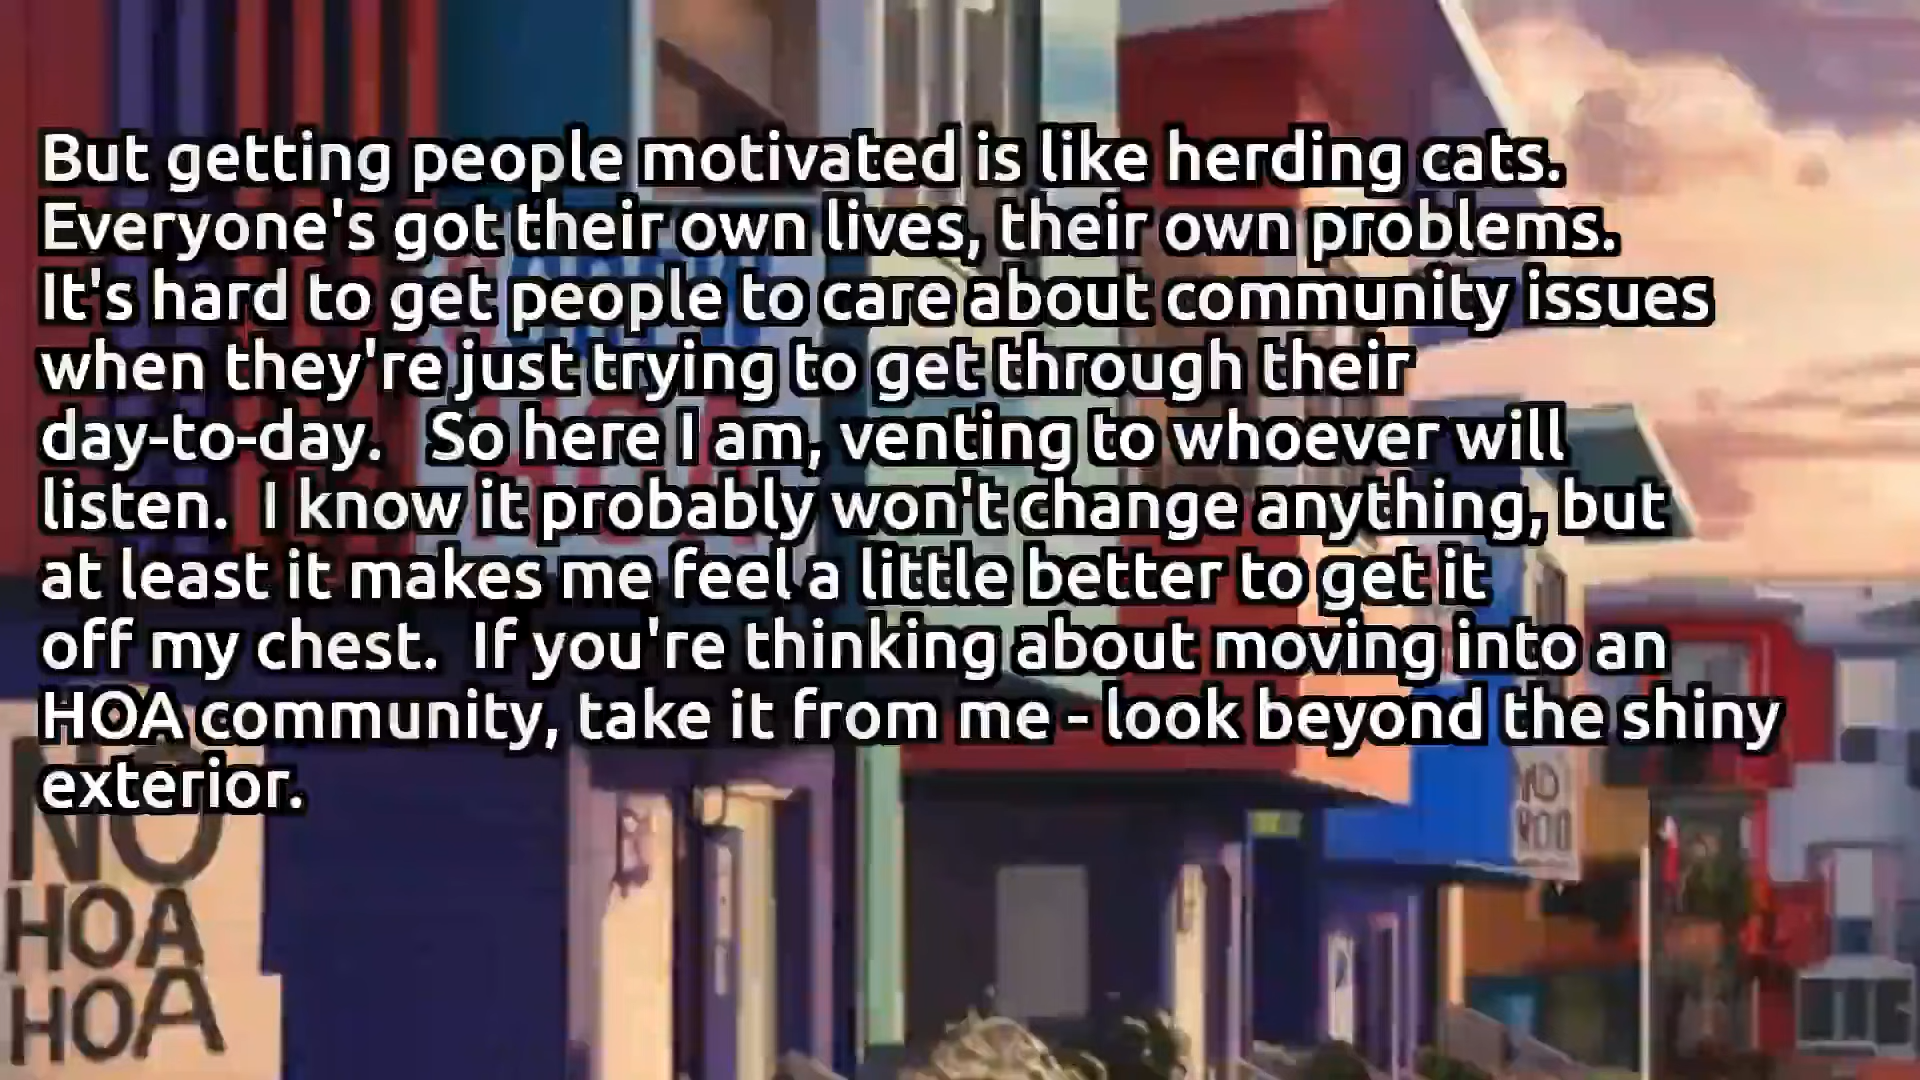 But getting people motivated is like herding cats.
Everyone's got their own lives, their own problems.
It's hard to get people to care about community issues
when they're just trying to get through their
day-to-day.   So here I am, venting to whoever will
listen.  I know it probably won't change anything, but
at least it makes me feel a little better to get it
off my chest.  If you're thinking about moving into an
HOA community, take it from me - look beyond the shiny
exterior.
NO
HOA
HOA